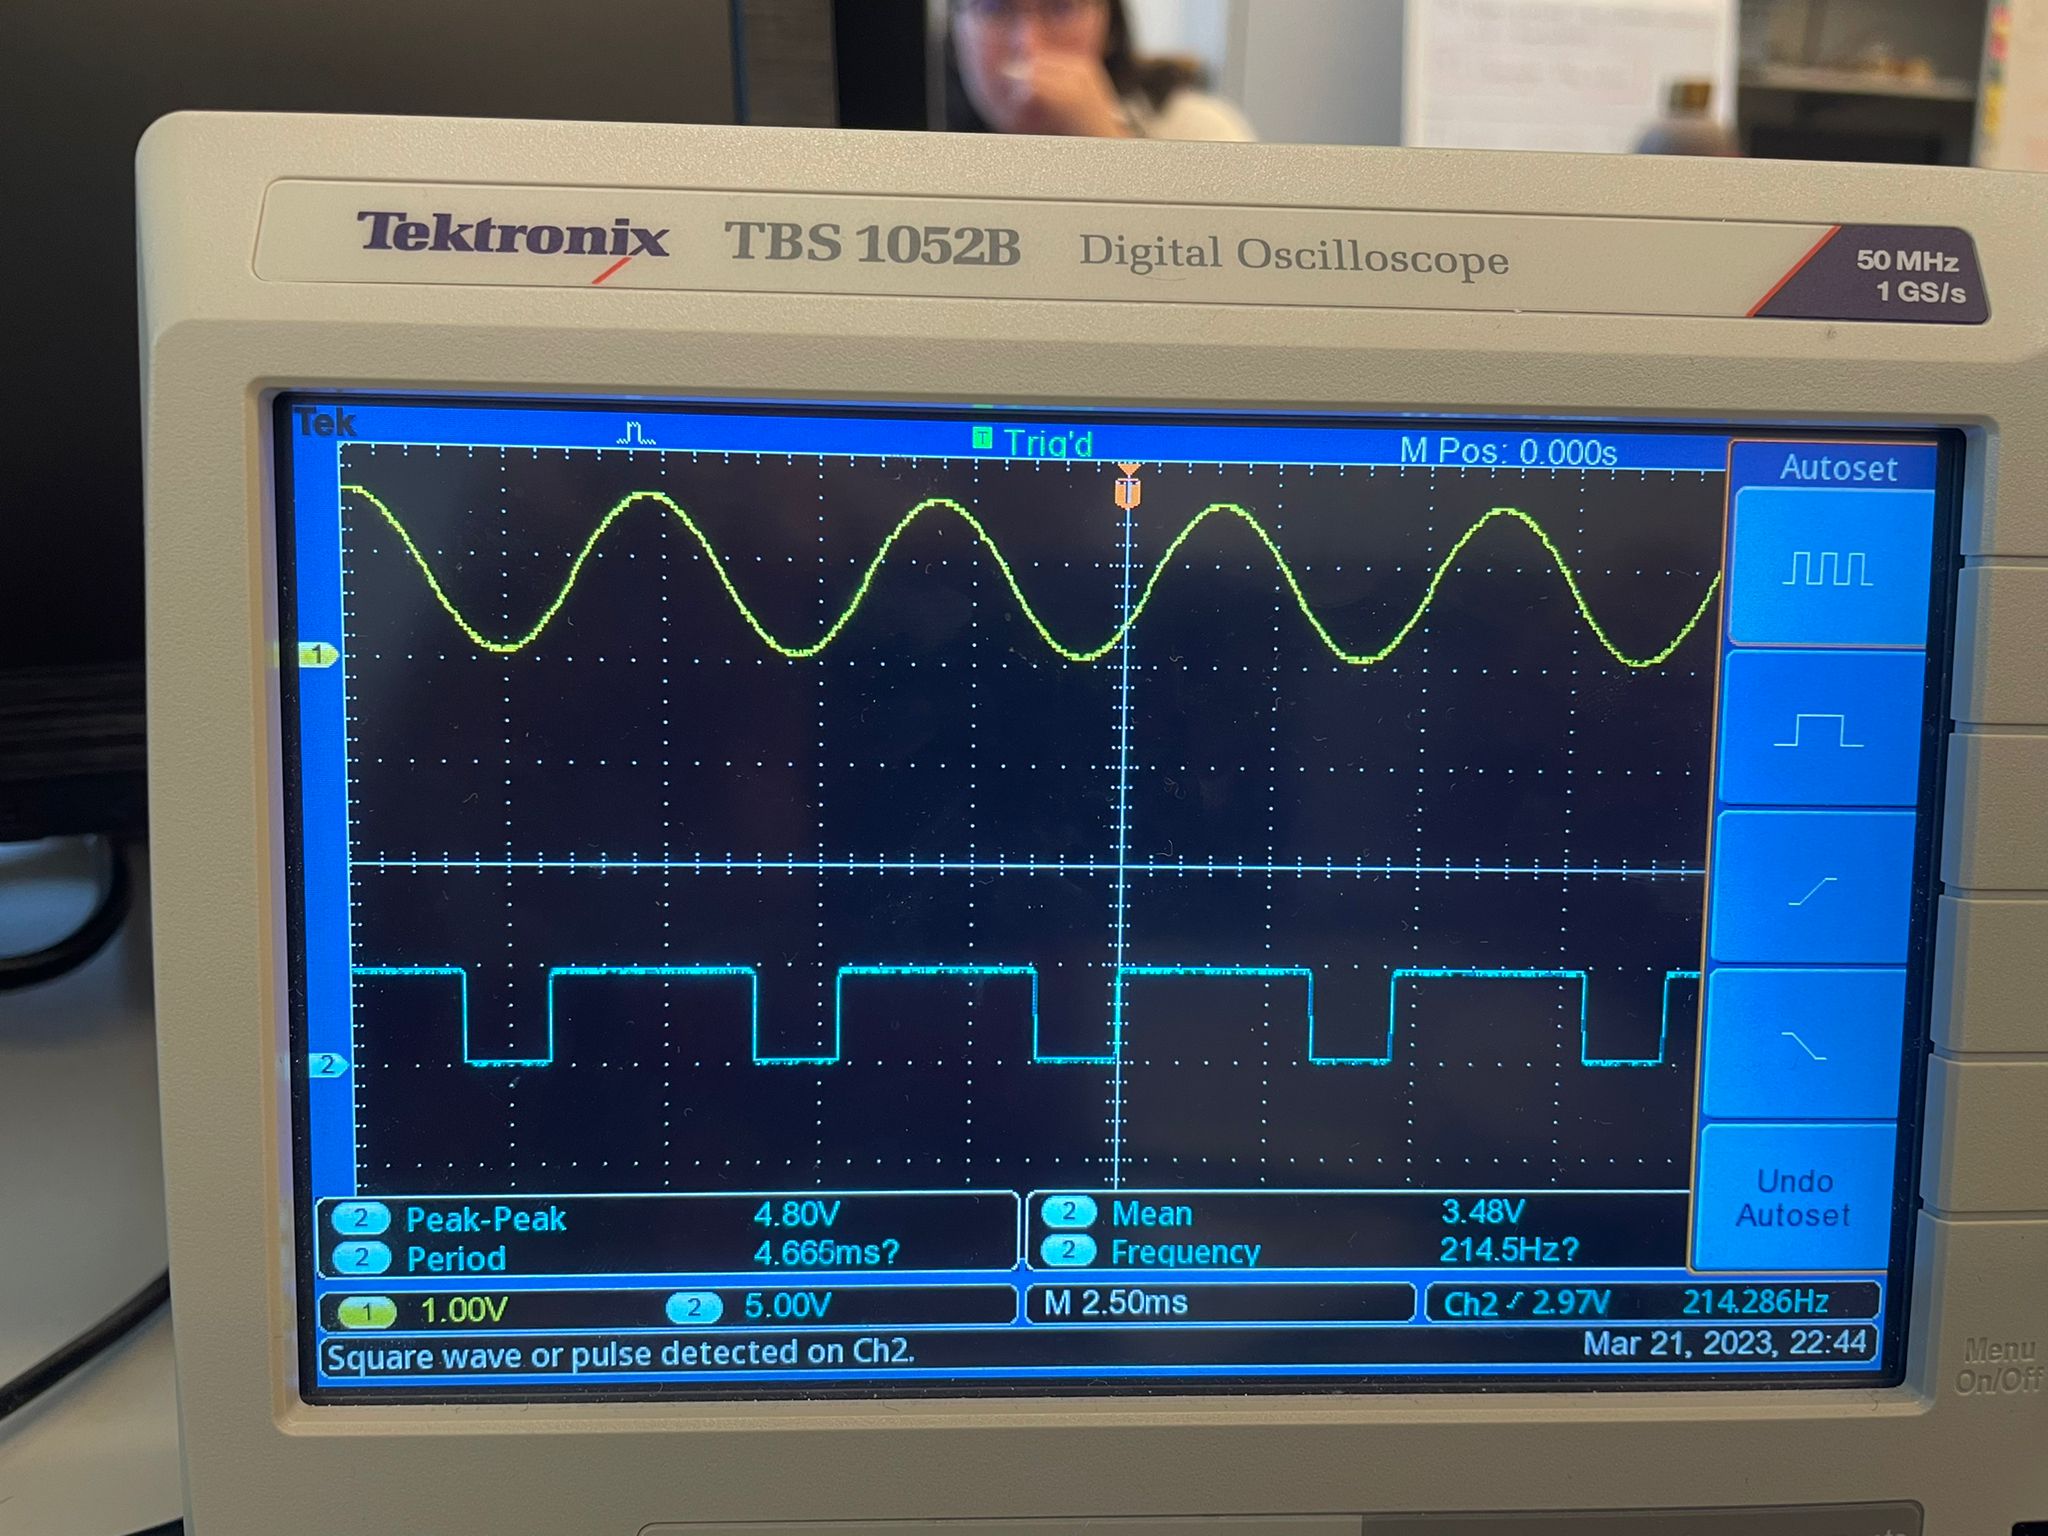 Tektronix TBS 1052B Digital Oscilloscope
50 MHz
1 GS/s
Tek T Trig'd M Pos: 0.000s
Autoset
T
1
2
Undo
Autoset
2 Peak-Peak 4.80V 2 Mean 3.48V
2 Period 4.665ms? 2 Frequency 214.5Hz?
1 1.00V 2 5.00V M 2.50ms Ch2 2.97V 214.286Hz
Square wave or pulse detected on Ch2. Mar 21, 2023, 22:44
Menu
On/Off